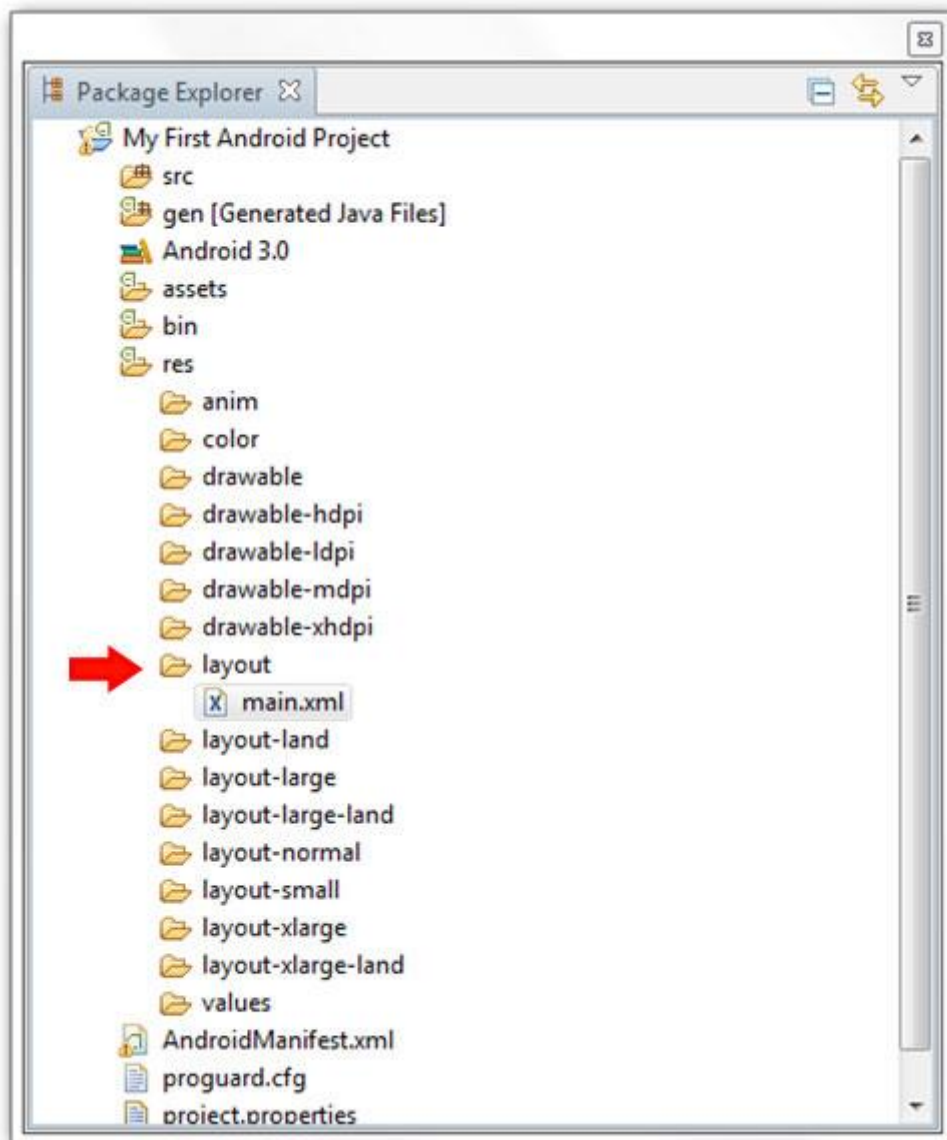 Package Explorer
My First Android Project
src
gen [Generated Java Files]
Android 3.0
assets
bin
res
anim
color
drawable
drawable-hdpi
drawable-ldpi
drawable-mdpi
drawable-xhdpi
layout
main.xml
layout-land
layout-large
layout-large-land
layout-normal
layout-small
layout-xlarge
layout-xlarge-land
values
AndroidManifest.xml
proguard.cfg
project.properties